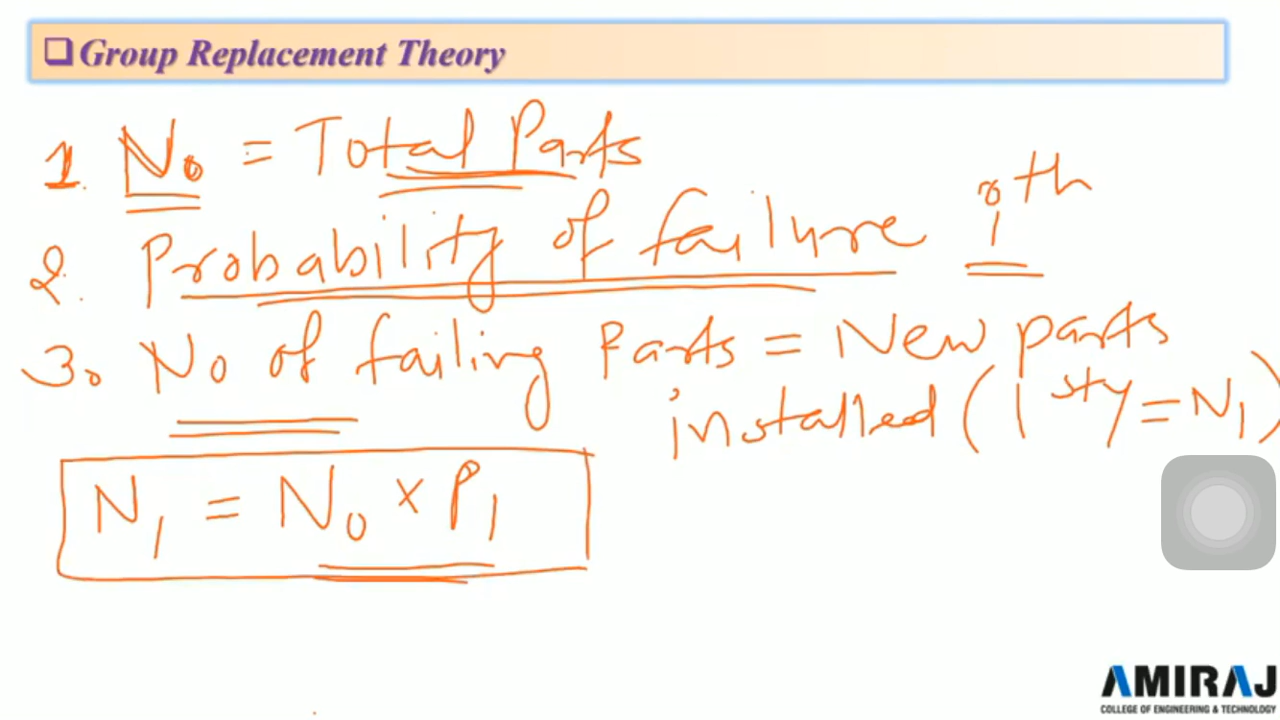 ❑Group Replacement Theory
1. N₀ = Total Parts
2. Probability of failure ith
3. No of failing Parts = New parts
installed (1st y = N₁)
N₁ = N₀ × P₁
AMIRAJ
COLLEGE OF ENGINEERING & TECHNOLOGY